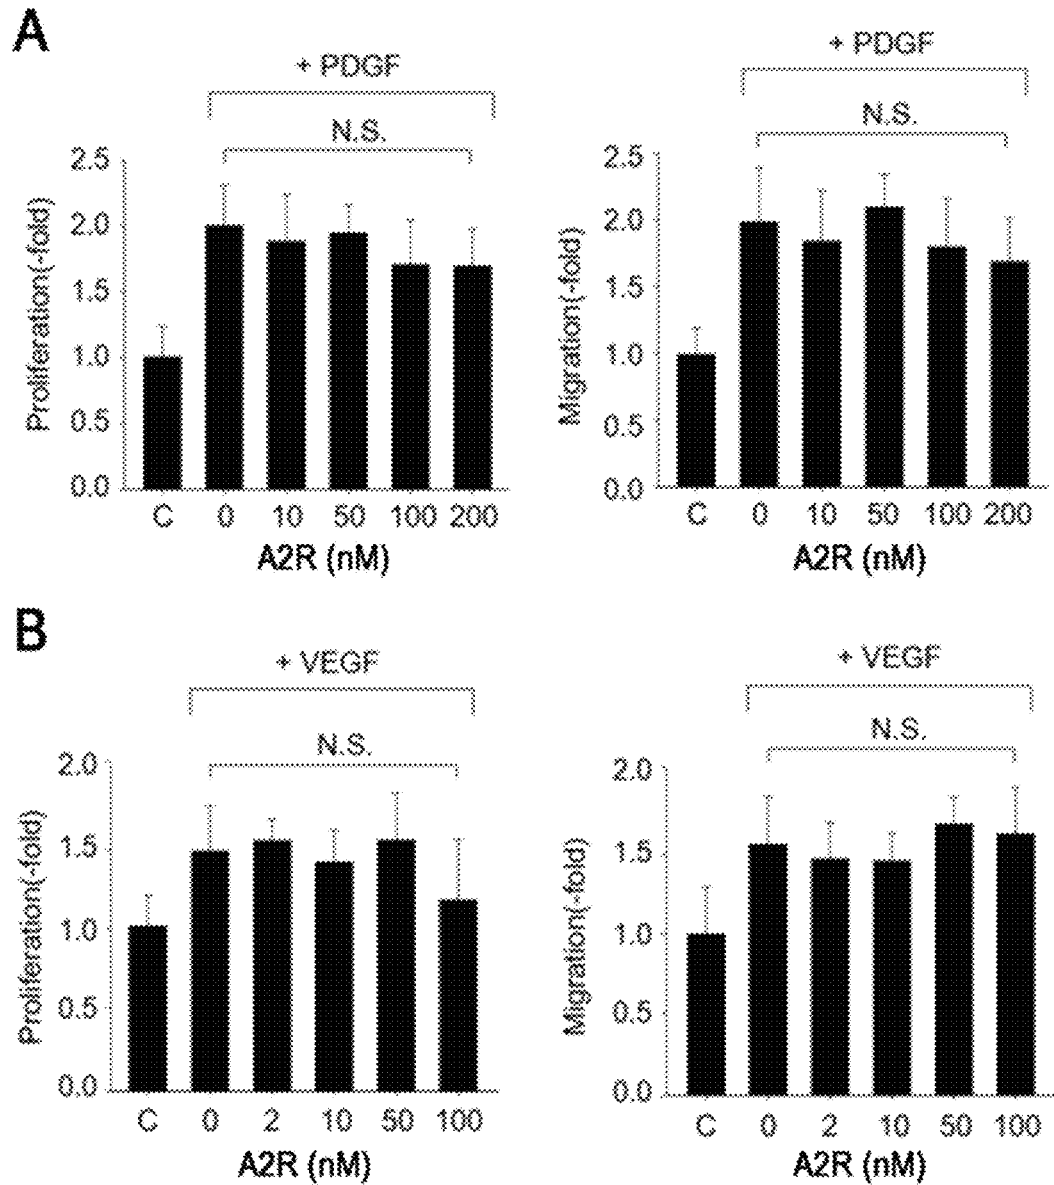 A
+ PDGF
N.S.
Proliferation(-fold)
2.5
2.0
1.5
1.0
0.5
0.0
C 0 10 50 100 200
A2R (nM)
+ PDGF
N.S.
Migration(-fold)
2.5
2.0
1.5
1.0
0.5
0.0
C 0 10 50 100 200
A2R (nM)
B
+ VEGF
N.S.
Proliferation(-fold)
2.0
1.5
1.0
0.5
0.0
C 0 2 10 50 100
A2R (nM)
+ VEGF
N.S.
Migration(-fold)
2.0
1.5
1.0
0.5
0.0
C 0 2 10 50 100
A2R (nM)